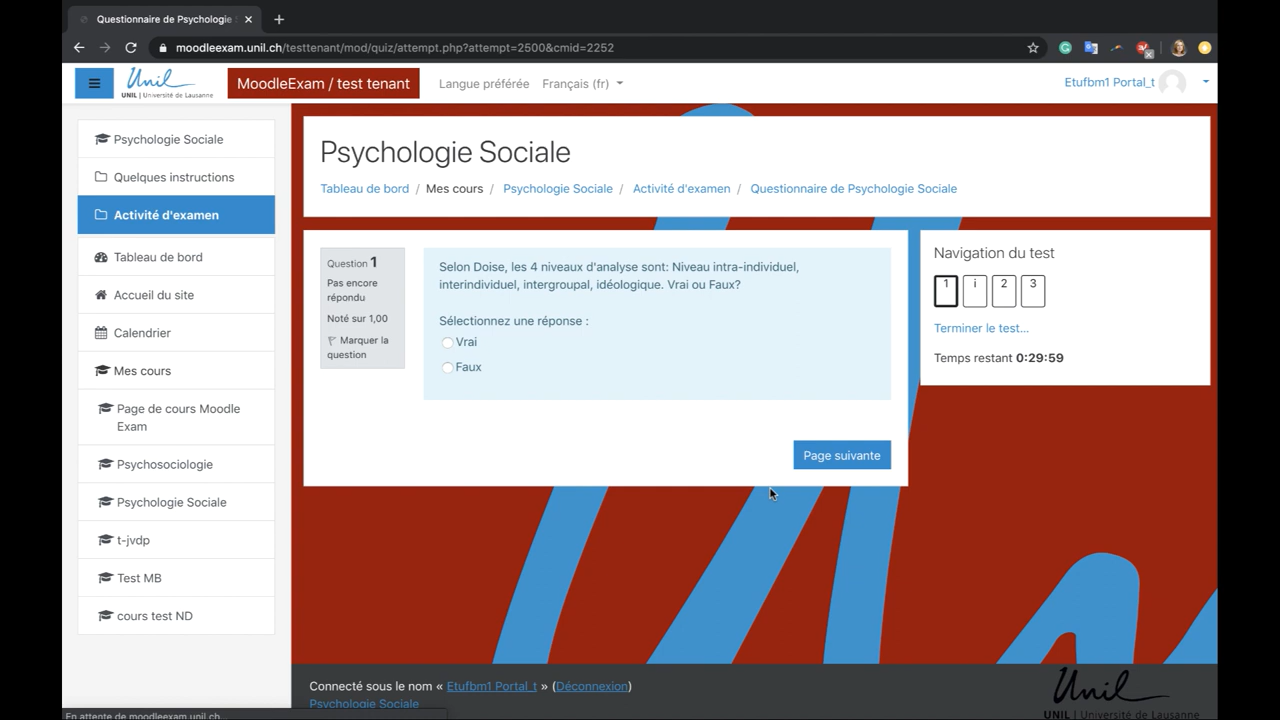 Questionnaire de Psychologie
moodleexam.unil.ch/testtenant/mod/quiz/attempt.php?attempt=2500&cmid=2252
Unil
UNIL | Université de Lausanne
MoodleExam / test tenant
Langue préférée
Français (fr)
Etufbm1 Portal_t
Psychologie Sociale
Quelques instructions
Activité d'examen
Tableau de bord
Accueil du site
Calendrier
Mes cours
Page de cours Moodle
Exam
Psychosociologie
Psychologie Sociale
t-jvdp
Test MB
cours test ND
Psychologie Sociale
Tableau de bord / Mes cours / Psychologie Sociale / Activité d'examen / Questionnaire de Psychologie Sociale
Question 1
Pas encore
répondu
Noté sur 1,00
Marquer la
question
Selon Doise, les 4 niveaux d'analyse sont: Niveau intra-individuel,
interindividuel, intergroupal, idéologique. Vrai ou Faux?
Sélectionnez une réponse :
Vrai
Faux
Page suivante
Navigation du test
1 i 2 3
Terminer le test...
Temps restant 0:29:59
Connecté sous le nom « Etufbm1 Portal_t » (Déconnexion)
Psychologie Sociale
Unil
UNIL | Université de Lausanne
En attente de moodleexam.unil.ch...